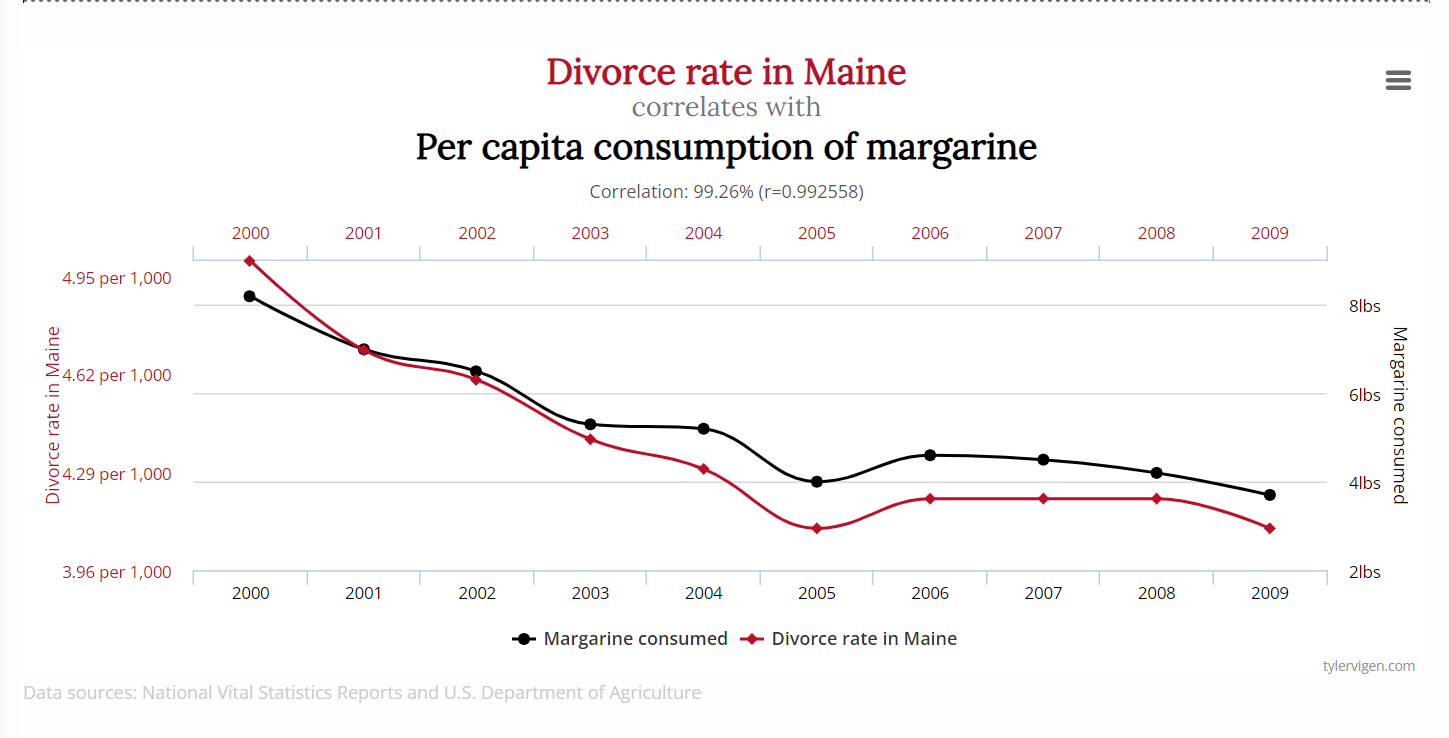 Divorce rate in Maine
correlates with
Per capita consumption of margarine
Correlation: 99.26% (r=0.992558)
2000 2001 2002 2003 2004 2005 2006 2007 2008 2009
4.95 per 1,000
8lbs
4.62 per 1,000
6lbs
4.29 per 1,000
4lbs
3.96 per 1,000
2lbs
Divorce rate in Maine
Margarine consumed
2000 2001 2002 2003 2004 2005 2006 2007 2008 2009
Margarine consumed Divorce rate in Maine
tylervigen.com
Data sources: National Vital Statistics Reports and U.S. Department of Agriculture